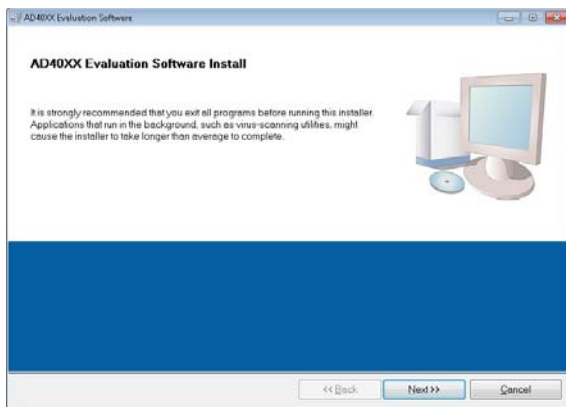 AD40XX Evaluation Software
AD40XX Evaluation Software Install
It is strongly recommended that you exit all programs before running this installer.
Applications that run in the background, such as virus-scanning utilities, might
cause the installer to take longer than average to complete.
<< Back
Next >>
Cancel